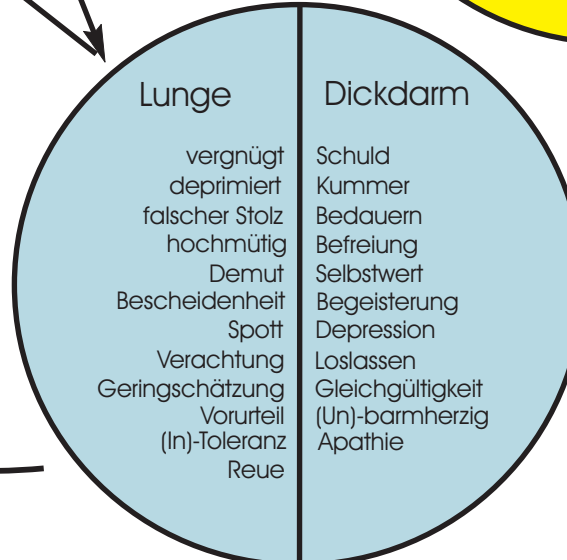 Lunge
vergnügt
deprimiert
falscher Stolz
hochmütig
Demut
Bescheidenheit
Spott
Verachtung
Geringschätzung
Vorurteil
(In)-Toleranz
Reue
Dickdarm
Schuld
Kummer
Bedauern
Befreiung
Selbstwert
Begeisterung
Depression
Loslassen
Gleichgültigkeit
(Un)-barmherzig
Apathie